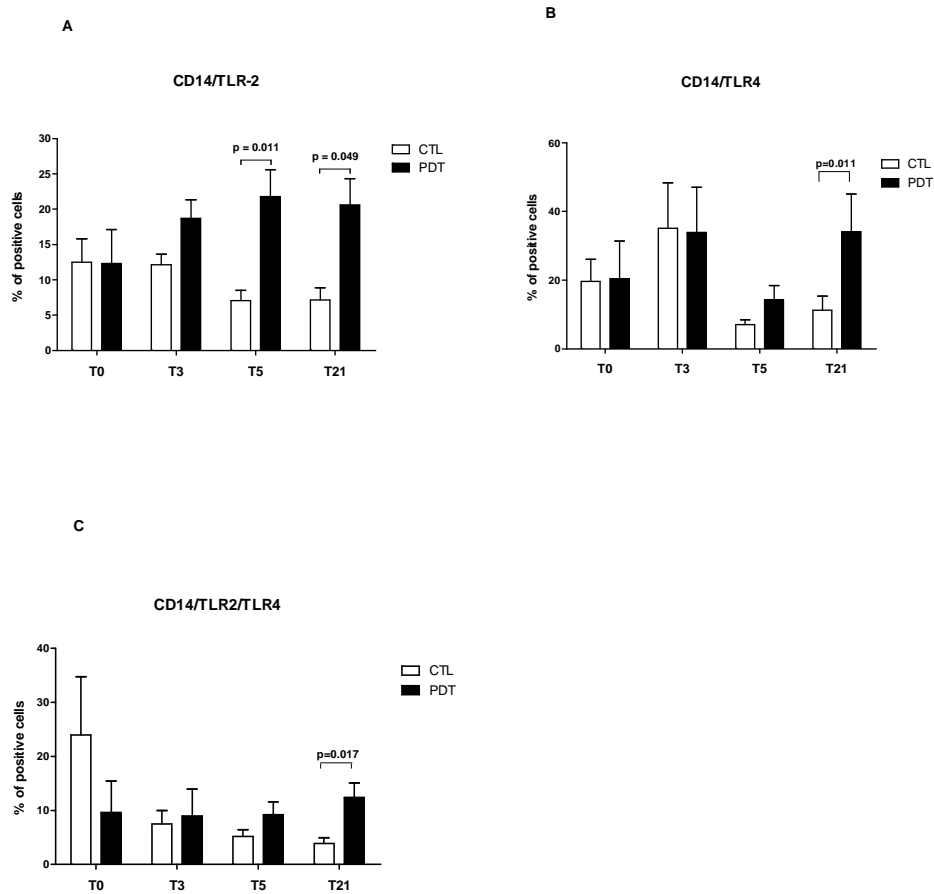 A
CD14/TLR-2
% of positive cells
30
25
20
15
10
5
0
p = 0.011
p = 0.049
CTL
PDT
T0 T3 T5 T21
B
CD14/TLR4
% of positive cells
60
40
20
0
p=0.011
CTL
PDT
T0 T3 T5 T21
C
CD14/TLR2/TLR4
% of positive cells
40
30
20
10
0
p=0.017
CTL
PDT
T0 T3 T5 T21